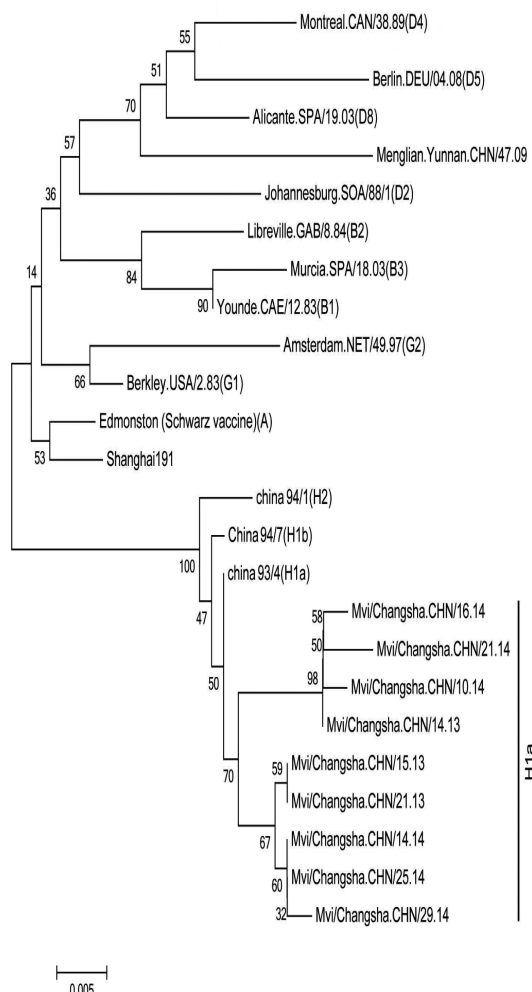 Montreal.CAN/38.89(D4)
55
Berlin.DEU/04.08(D5)
51
Alicante.SPA/19.03(D8)
70
Menglian.Yunnan.CHN/47.09
57
Johannesburg.SOA/88/1(D2)
36
Libreville.GAB/8.84(B2)
84
Murcia.SPA/18.03(B3)
14
90
Younde.CAE/12.83(B1)
Amsterdam.NET/49.97(G2)
66
Berkley.USA/2.83(G1)
Edmonston (Schwarz vaccine)(A)
53
Shanghai191
china 94/1(H2)
China 94/7(H1b)
100
china 93/4(H1a)
47
58
Mvi/Changsha.CHN/16.14
50
Mvi/Changsha.CHN/21.14
50
98
Mvi/Changsha.CHN/10.14
Mvi/Changsha.CHN/14.13
70
59
Mvi/Changsha.CHN/15.13
Mvi/Changsha.CHN/21.13
67
Mvi/Changsha.CHN/14.14
60
Mvi/Changsha.CHN/25.14
32
Mvi/Changsha.CHN/29.14
H1a
0.005